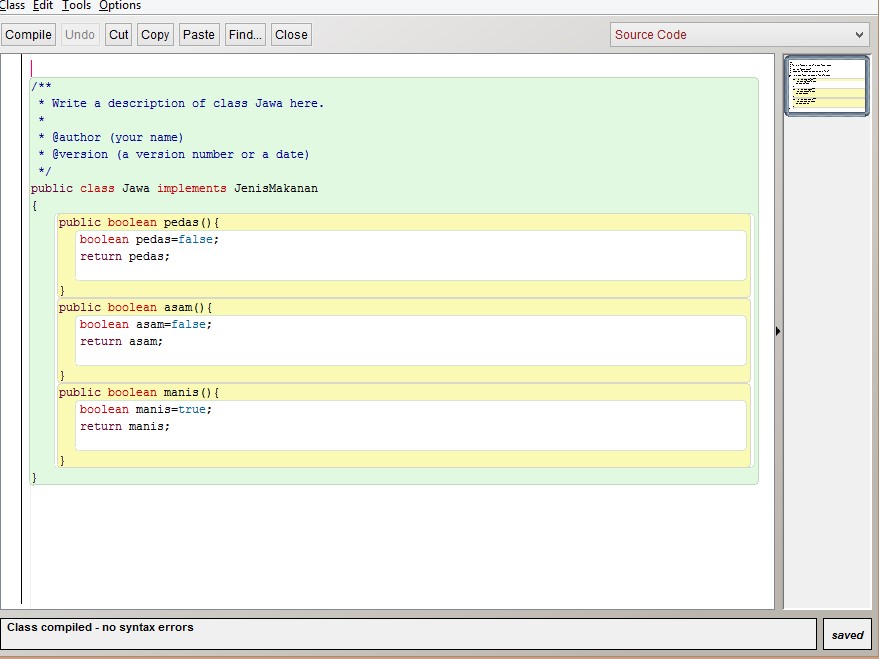 Class Edit Tools Options
Compile Undo Cut Copy Paste Find... Close Source Code
/**
 * Write a description of class Jawa here.
 *
 * @author (your name)
 * @version (a version number or a date)
 */
public class Jawa implements JenisMakanan
{
    public boolean pedas(){
       boolean pedas=false;
       return pedas;
    }
    public boolean asam(){
       boolean asam=false;
       return asam;
    }
    public boolean manis(){
       boolean manis=true;
       return manis;
    }
}
Class compiled - no syntax errors
saved